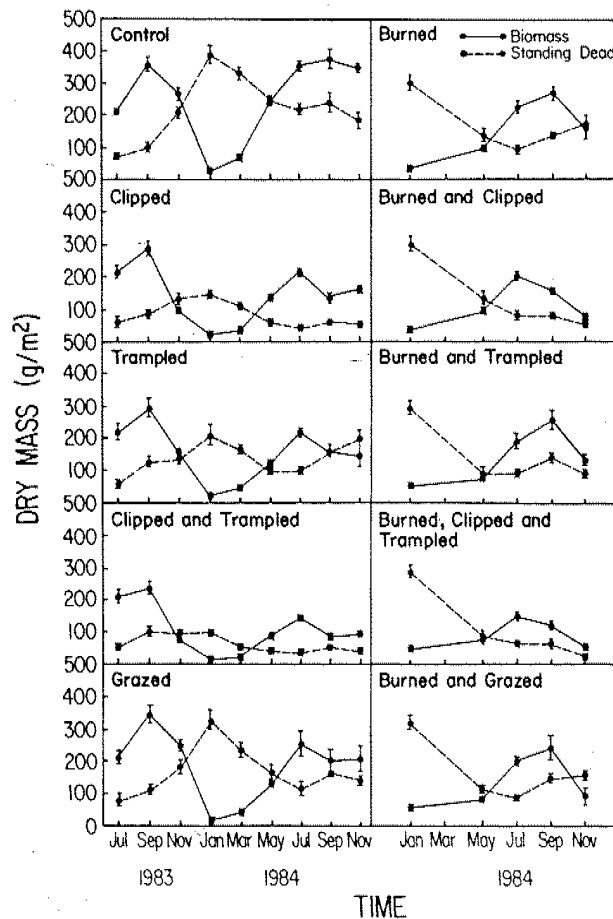 DRY MASS (g/m²)
500
400
300
200
100
0
Control
Burned
Biomass
Standing Dead
500
400
300
200
100
Clipped
Burned and Clipped
500
400
300
200
100
Trampled
Burned and Trampled
500
400
300
200
100
Clipped and Trampled
Burned, Clipped and
Trampled
500
400
300
200
100
0
Grazed
Burned and Grazed
Jul Sep Nov Jan Mar May Jul Sep Nov
Jan Mar May Jul Sep Nov
1983 1984
1984
TIME